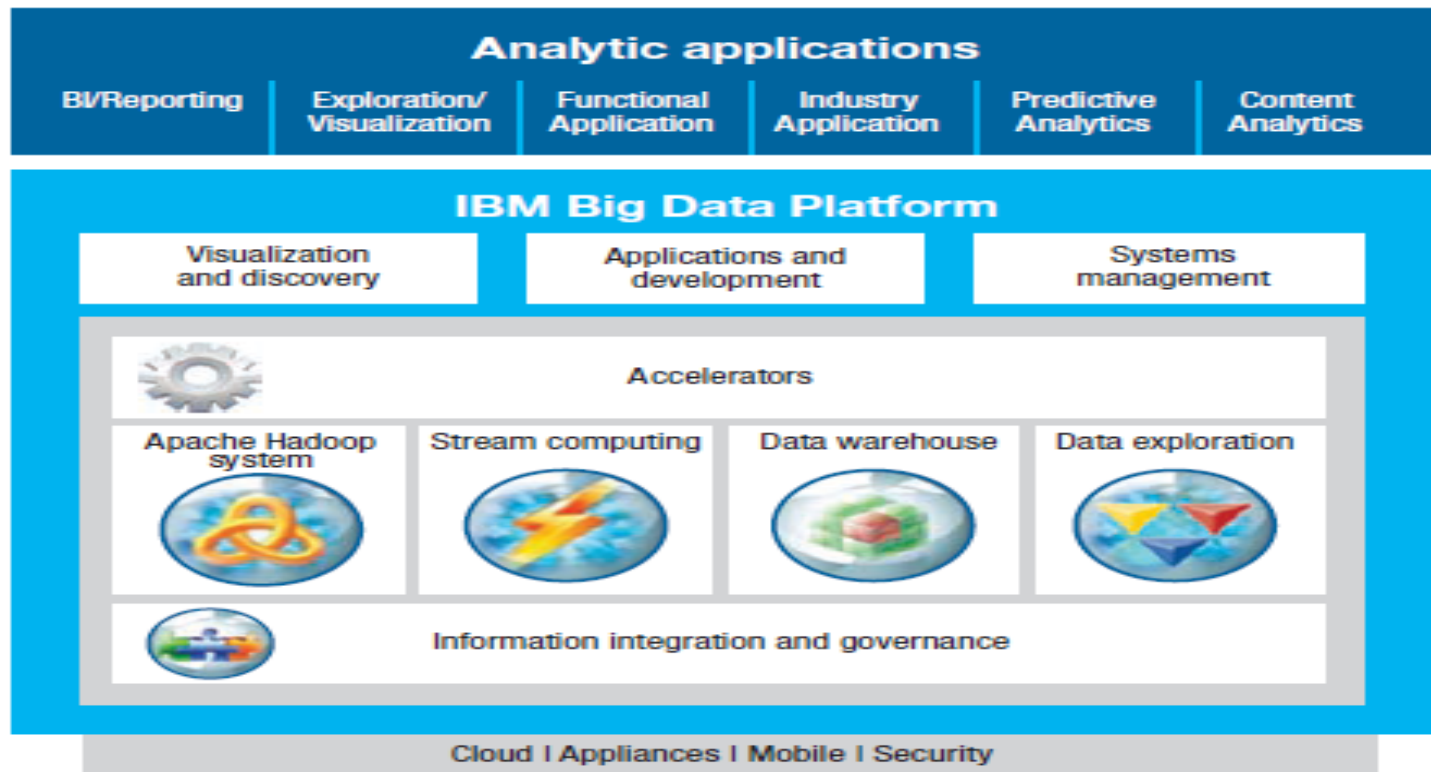 Analytic applications
BI/Reporting
Exploration/
Visualization
Functional
Application
Industry
Application
Predictive
Analytics
Content
Analytics
IBM Big Data Platform
Visualization
and discovery
Applications and
development
Systems
management
Accelerators
Apache Hadoop
system
Stream computing
Data warehouse
Data exploration
Information integration and governance
Cloud | Appliances | Mobile | Security